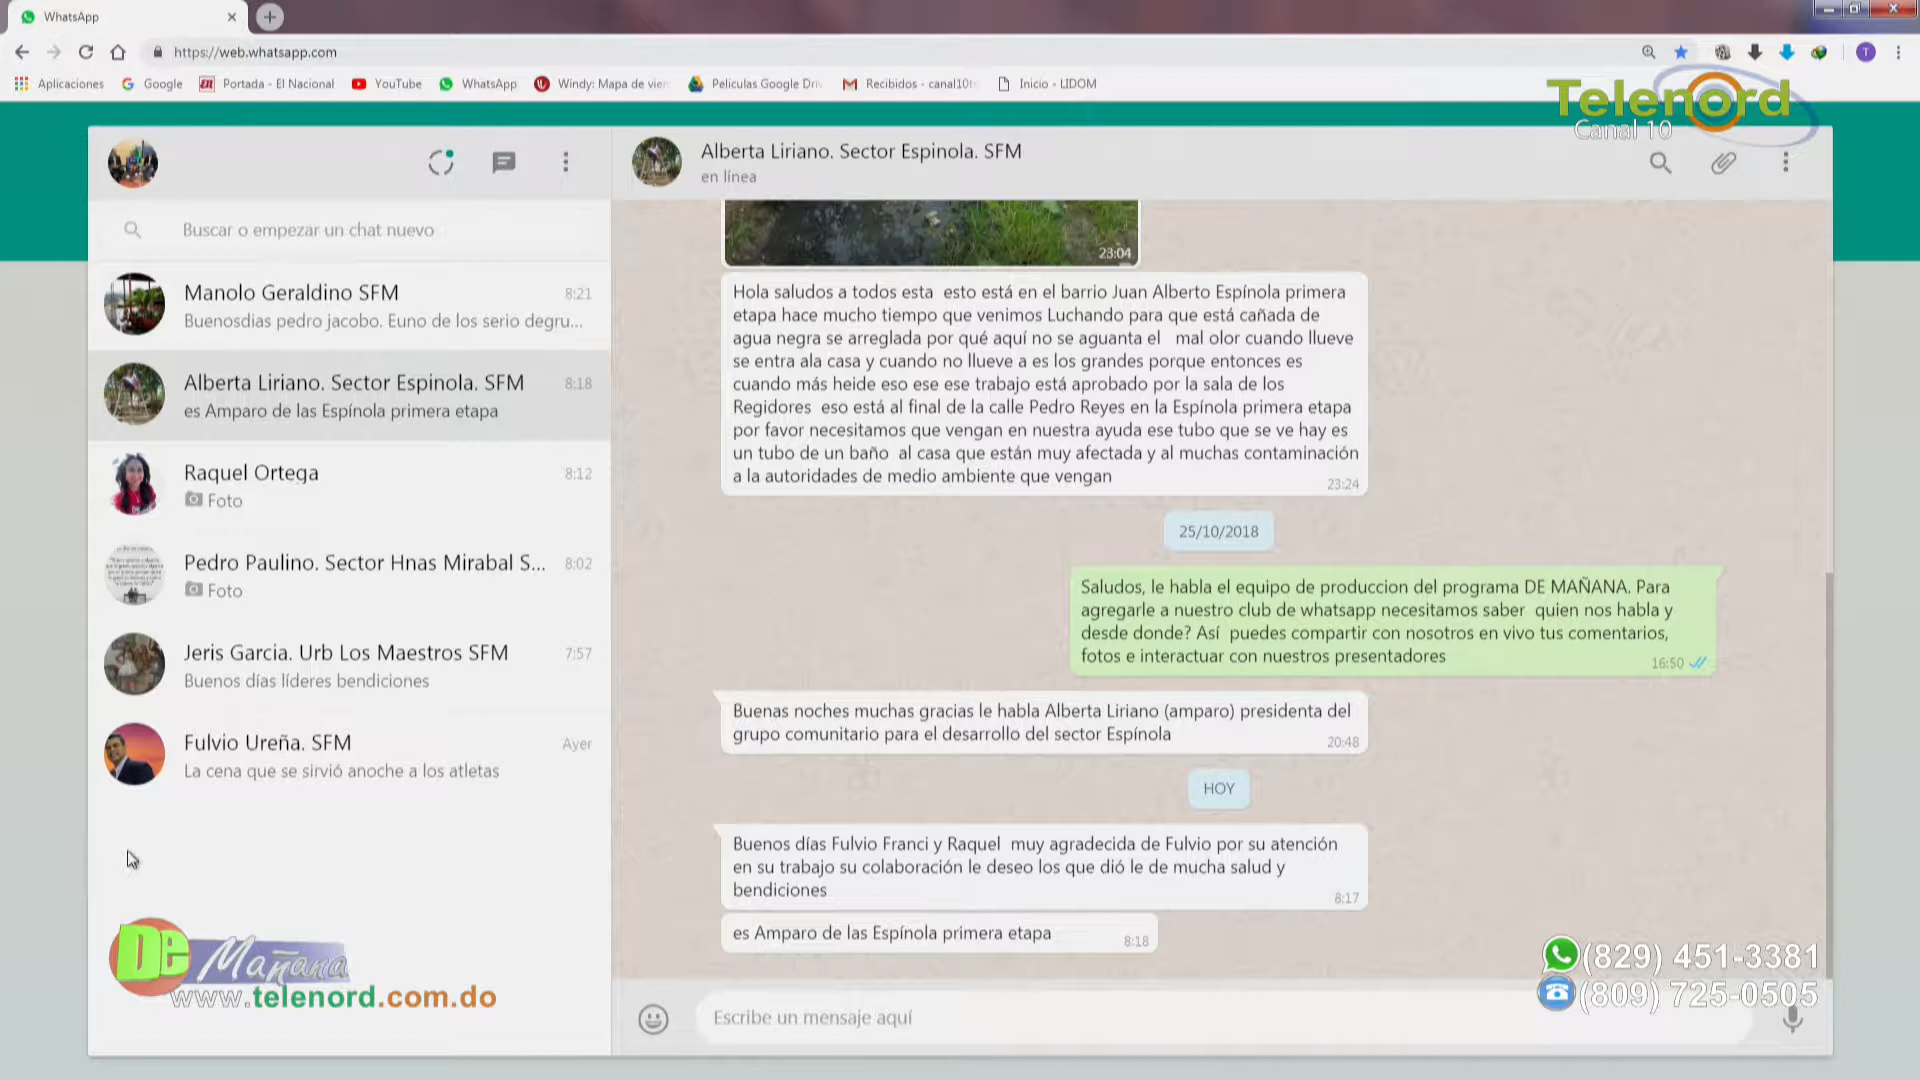 WhatsApp
https://web.whatsapp.com
Aplicaciones Google Portada - El Nacional YouTube WhatsApp Windy: Mapa de vien Peliculas Google Dri Recibidos - canal10t Inicio - LIDOM
Telenord
Canal 10
Buscar o empezar un chat nuevo
Manolo Geraldino SFM 8:21
Buenosdias pedro jacobo. Euno de los serio degru...
Alberta Liriano. Sector Espinola. SFM 8:18
es Amparo de las Espínola primera etapa
Raquel Ortega 8:12
Foto
Pedro Paulino. Sector Hnas Mirabal S... 8:02
Foto
Jeris Garcia. Urb Los Maestros SFM 7:57
Buenos días líderes bendiciones
Fulvio Ureña. SFM Ayer
La cena que se sirvió anoche a los atletas
De Mañana
www.telenord.com.do
Alberta Liriano. Sector Espinola. SFM
en línea
23:04
Hola saludos a todos esta esto está en el barrio Juan Alberto Espínola primera
etapa hace mucho tiempo que venimos Luchando para que está cañada de
agua negra se arreglada por qué aquí no se aguanta el mal olor cuando llueve
se entra ala casa y cuando no llueve a es los grandes porque entonces es
cuando más heide eso ese ese trabajo está aprobado por la sala de los
Regidores eso está al final de la calle Pedro Reyes en la Espínola primera etapa
por favor necesitamos que vengan en nuestra ayuda ese tubo que se ve hay es
un tubo de un baño al casa que están muy afectada y al muchas contaminación
a la autoridades de medio ambiente que vengan
23:24
25/10/2018
Saludos, le habla el equipo de produccion del programa DE MAÑANA. Para
agregarle a nuestro club de whatsapp necesitamos saber quien nos habla y
desde donde? Así puedes compartir con nosotros en vivo tus comentarios,
fotos e interactuar con nuestros presentadores
16:50
Buenas noches muchas gracias le habla Alberta Liriano (amparo) presidenta del
grupo comunitario para el desarrollo del sector Espínola
20:48
HOY
Buenos días Fulvio Franci y Raquel muy agradecida de Fulvio por su atención
en su trabajo su colaboración le deseo los que dió le de mucha salud y
bendiciones
8:17
es Amparo de las Espínola primera etapa 8:18
(829) 451-3381
(809) 725-0505
Escribe un mensaje aquí